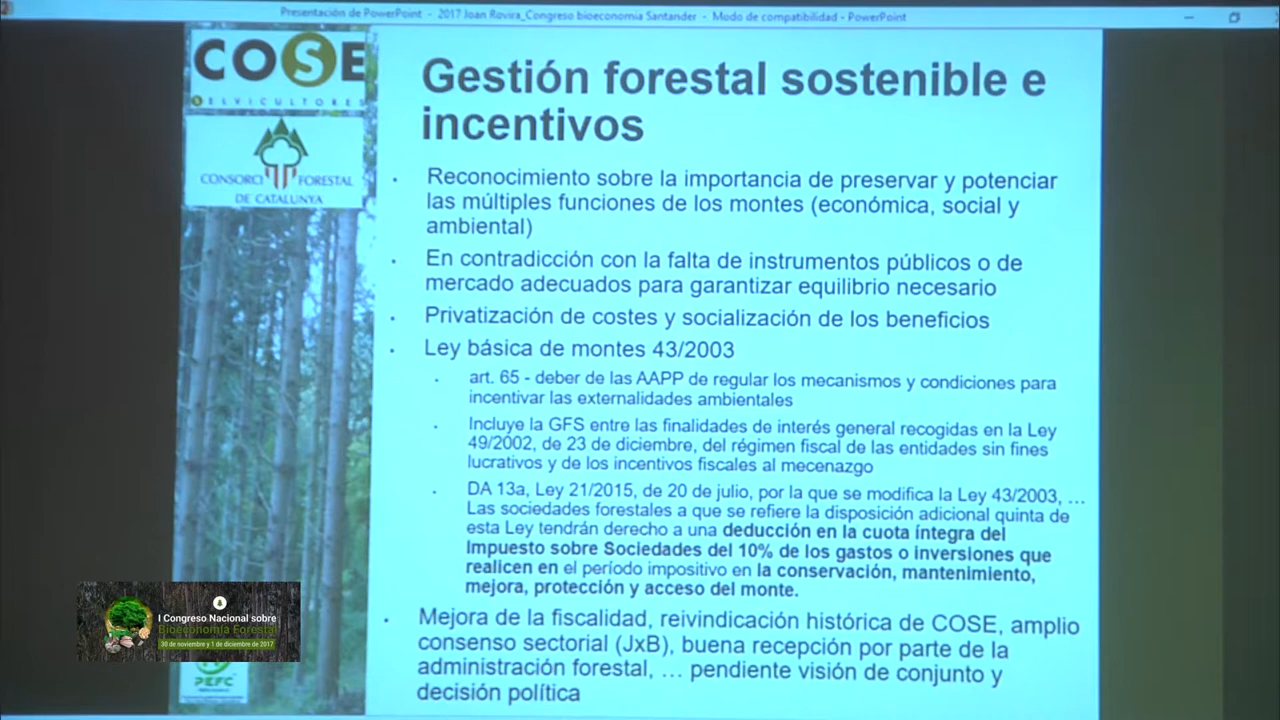 Presentación de PowerPoint - 2017 Joan Rovira_Congreso bioeconomia Santander - Modo de compatibilidad - PowerPoint
COSE
SELVICULTORES
CONSORCI FORESTAL
DE CATALUNYA
Gestión forestal sostenible e
incentivos
Reconocimiento sobre la importancia de preservar y potenciar
las múltiples funciones de los montes (económica, social y
ambiental)
En contradicción con la falta de instrumentos públicos o de
mercado adecuados para garantizar equilibrio necesario
Privatización de costes y socialización de los beneficios
Ley básica de montes 43/2003
art. 65 - deber de las AAPP de regular los mecanismos y condiciones para
incentivar las externalidades ambientales
Incluye la GFS entre las finalidades de interés general recogidas en la Ley
49/2002, de 23 de diciembre, del régimen fiscal de las entidades sin fines
lucrativos y de los incentivos fiscales al mecenazgo
DA 13a, Ley 21/2015, de 20 de julio, por la que se modifica la Ley 43/2003, …
Las sociedades forestales a que se refiere la disposición adicional quinta de
esta Ley tendrán derecho a una deducción en la cuota íntegra del
Impuesto sobre Sociedades del 10% de los gastos o inversiones que
realicen en el período impositivo en la conservación, mantenimiento,
mejora, protección y acceso del monte.
Mejora de la fiscalidad, reivindicación histórica de COSE, amplio
consenso sectorial (JxB), buena recepción por parte de la
administración forestal, … pendiente visión de conjunto y
decisión política
I Congreso Nacional sobre
Bioeconomía Forestal
30 de noviembre y 1 de diciembre de 2017
PEFC